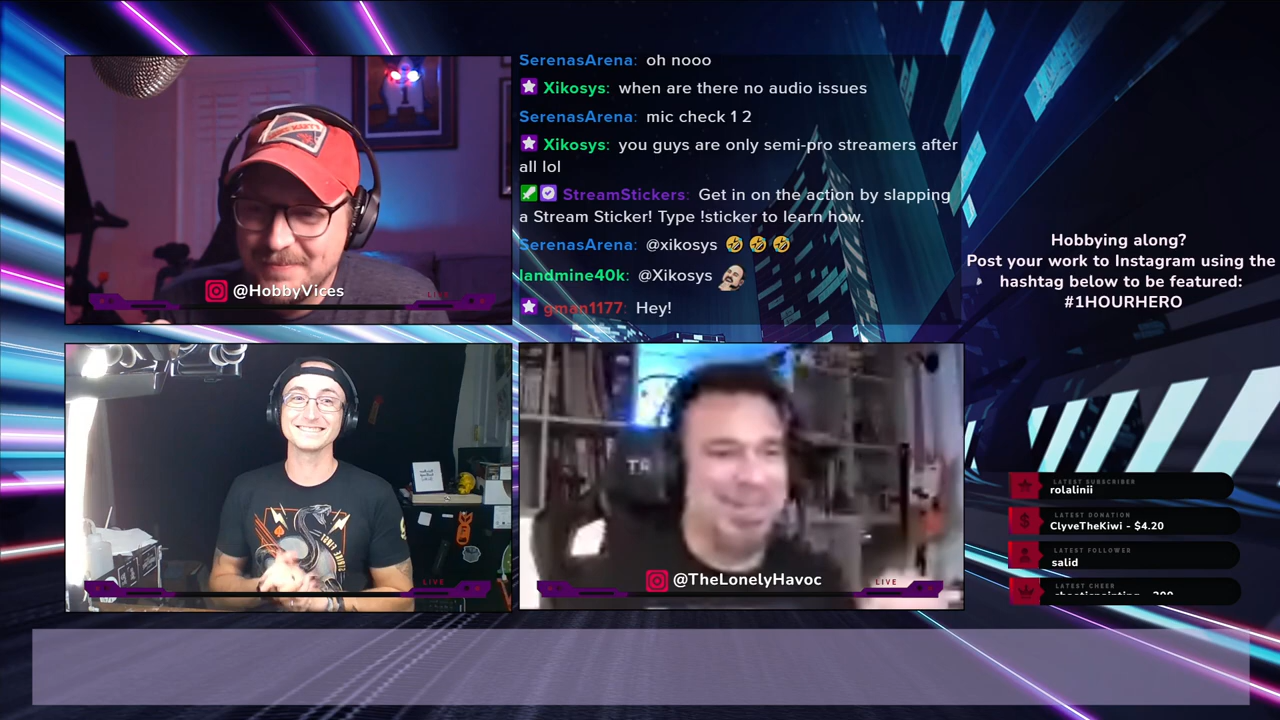 SerenasArena: oh nooo
Xikosys: when are there no audio issues
SerenasArena: mic check 1 2
Xikosys: you guys are only semi-pro streamers after
all lol
StreamStickers: Get in on the action by slapping
a Stream Sticker! Type !sticker to learn how.
SerenasArena: @xikosys 🤣 🤣 🤣
landmine40k: @Xikosys
gman1177: Hey!
@HobbyVices
LIVE
Hobbying along?
Post your work to Instagram using the
hashtag below to be featured:
#1HOURHERO
LIVE
@TheLonelyHavoc
LIVE
LATEST SUBSCRIBER
rolalinii
LATEST DONATION
ClyveTheKiwi - $4.20
LATEST FOLLOWER
salid
LATEST CHEER